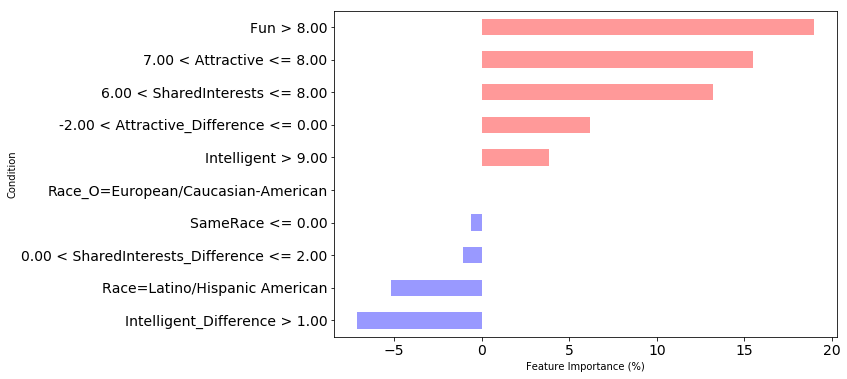 Fun > 8.00
7.00 < Attractive <= 8.00
6.00 < SharedInterests <= 8.00
-2.00 < Attractive_Difference <= 0.00
Intelligent > 9.00
Race_O=European/Caucasian-American
SameRace <= 0.00
0.00 < SharedInterests_Difference <= 2.00
Race=Latino/Hispanic American
Intelligent_Difference > 1.00
Condition
−5 0 5 10 15 20
Feature Importance (%)